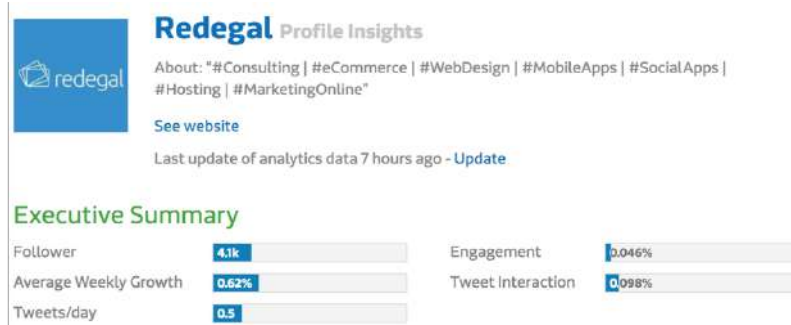 redegal
Redegal Profile Insights
About: "#Consulting | #eCommerce | #WebDesign | #MobileApps | #SocialApps |
#Hosting | #MarketingOnline"
See website
Last update of analytics data 7 hours ago - Update
Executive Summary
Follower 4.1k
Engagement 0.046%
Average Weekly Growth 0.62%
Tweet Interaction 0.098%
Tweets/day 0.5